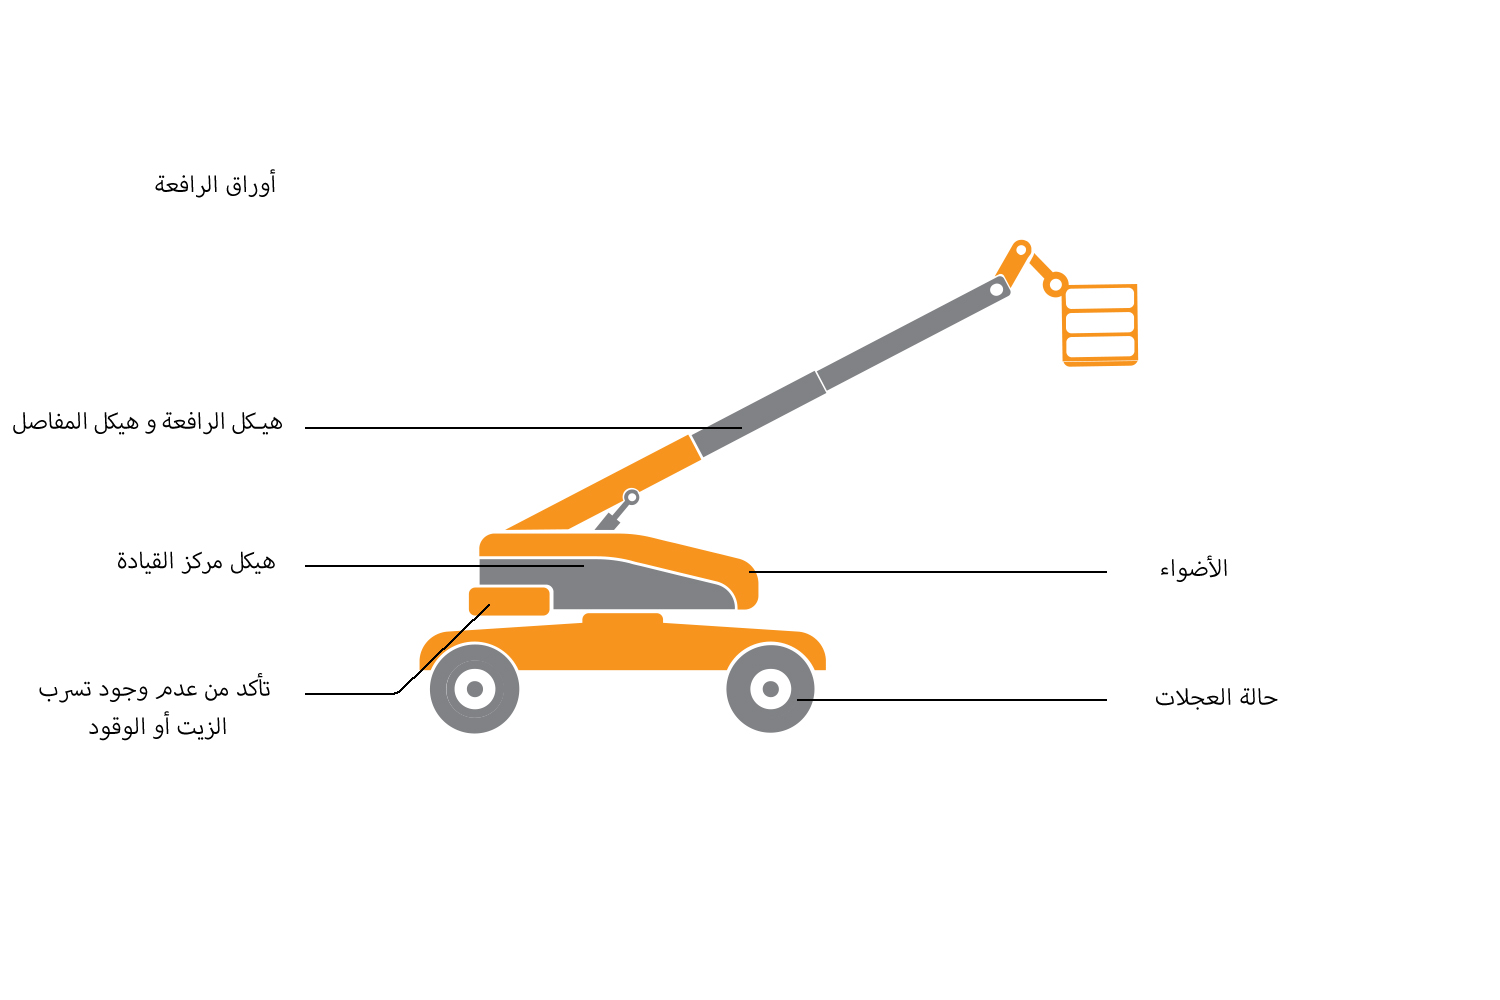 أوراق الرافعة
هيكل الرافعة و هيكل المفاصل
هيكل مركز القيادة
الأضواء
تأكد من عدم وجود تسرب
الزيت أو الوقود
حالة العجلات